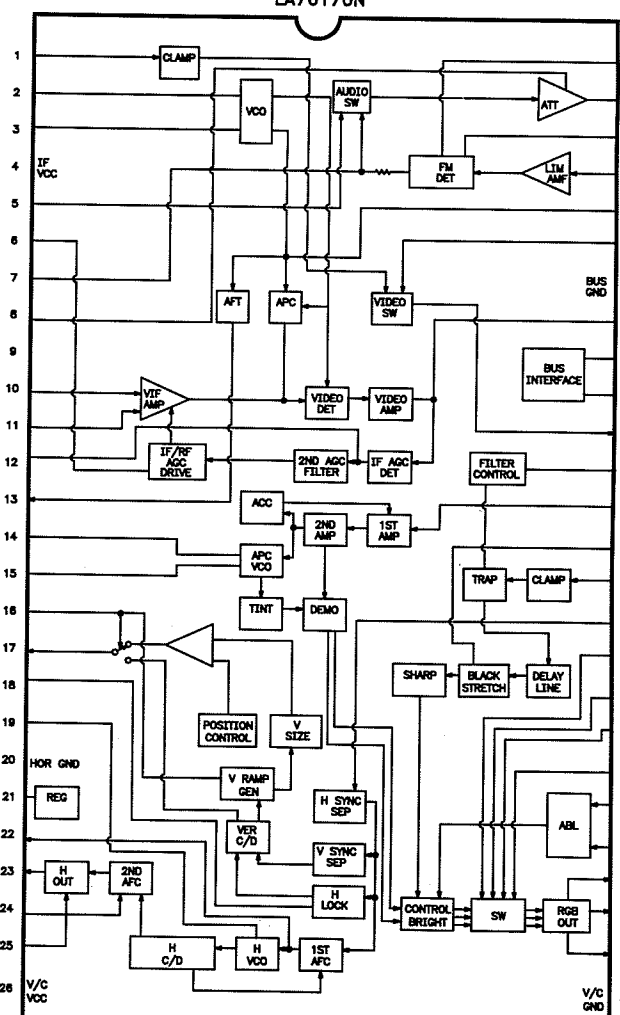 1
CLAMP
2
VCO
AUDIO
SW
ATT
3
4
IF
VCC
FM
DET
LIM
5
6
7
AFT
APC
VIDEO
SW
BUS
GND
8
9
BUS
INTERFACE
10
VIF
AMP
VIDEO
DET
VIDEO
AMP
11
12
IF/RF
AGC
DRIVE
2ND AGC
FILTER
IF AGC
DET
FILTER
CONTROL
13
ACC
2ND
AMP
1ST
AMP
14
APC
VCO
15
TRAP
CLAMP
TINT
DEMO
16
17
SHARP
BLACK
STRETCH
DELAY
LINE
18
POSITION
CONTROL
V
SIZE
19
20
HOR GND
V RAMP
GEN
21
REG
H SYNC
SEP
ABL
VER
C/D
22
V SYNC
SEP
23
H
OUT
2ND
AFC
H
LOCK
24
CONTROL
BRIGHT
SW
RGB
OUT
25
H
C/D
H
VCO
1ST
AFC
26
V/C
VCC
V/C
GND